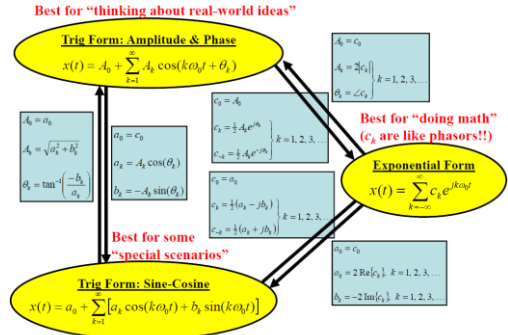 Best for "thinking about real-world ideas"
Trig Form: Amplitude & Phase
x(t) = A₀ + ∑_{k=1}^{∞} A_k cos(kω₀t + θ_k)
A₀ = c₀
A_k = 2|c_k|
θ_k = ∠c_k } k = 1, 2, 3, …
c₀ = A₀
c_k = ½ A_k e^{jθ_k}
c_{-k} = ½ A_k e^{-jθ_k} } k = 1, 2, 3, …
Best for "doing math"
(c_k are like phasors!!)
Exponential Form
x(t) = ∑_{k=-∞}^{∞} c_k e^{jkω₀t}
A₀ = a₀
A_k = √(a_k² + b_k²)
θ_k = tan⁻¹(−b_k / a_k)
a₀ = c₀
a_k = A_k cos(θ_k)
b_k = −A_k sin(θ_k)
c₀ = a₀
c_k = ½(a_k − jb_k)
c_{-k} = ½(a_k + jb_k) } k = 1, 2, 3, …
a₀ = c₀
a_k = 2 Re{c_k}, k = 1, 2, 3, …
b_k = −2 Im{c_k}, k = 1, 2, 3, …
Best for some
"special scenarios"
Trig Form: Sine-Cosine
x(t) = a₀ + ∑_{k=1}^{∞} [a_k cos(kω₀t) + b_k sin(kω₀t)]